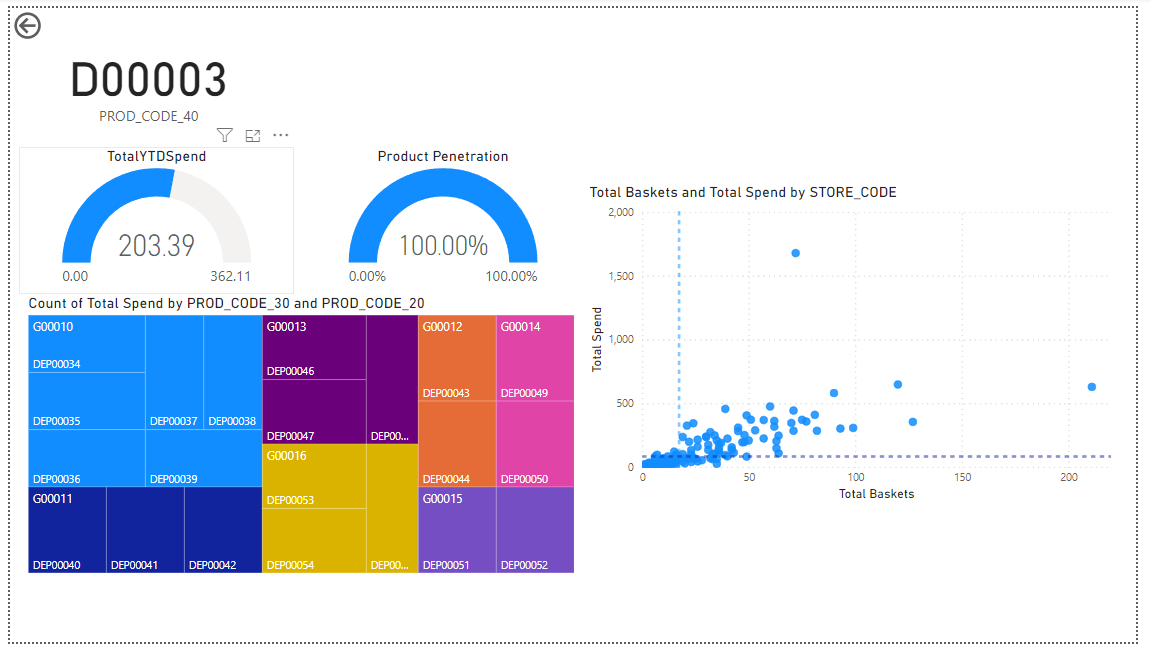 D00003
PROD_CODE_40
TotalYTDSpend
203.39
0.00
362.11
Product Penetration
100.00%
0.00%
100.00%
Count of Total Spend by PROD_CODE_30 and PROD_CODE_20
G00010
DEP00034
DEP00035
DEP00036
DEP00037
DEP00038
DEP00039
G00011
DEP00040
DEP00041
DEP00042
G00013
DEP00046
DEP00047
DEP00...
G00016
DEP00053
DEP00054
DEP00...
G00012
DEP00043
DEP00044
G00014
DEP00049
DEP00050
G00015
DEP00051
DEP00052
Total Baskets and Total Spend by STORE_CODE
Total Spend
2,000
1,500
1,000
500
0
0
50
100
150
200
Total Baskets